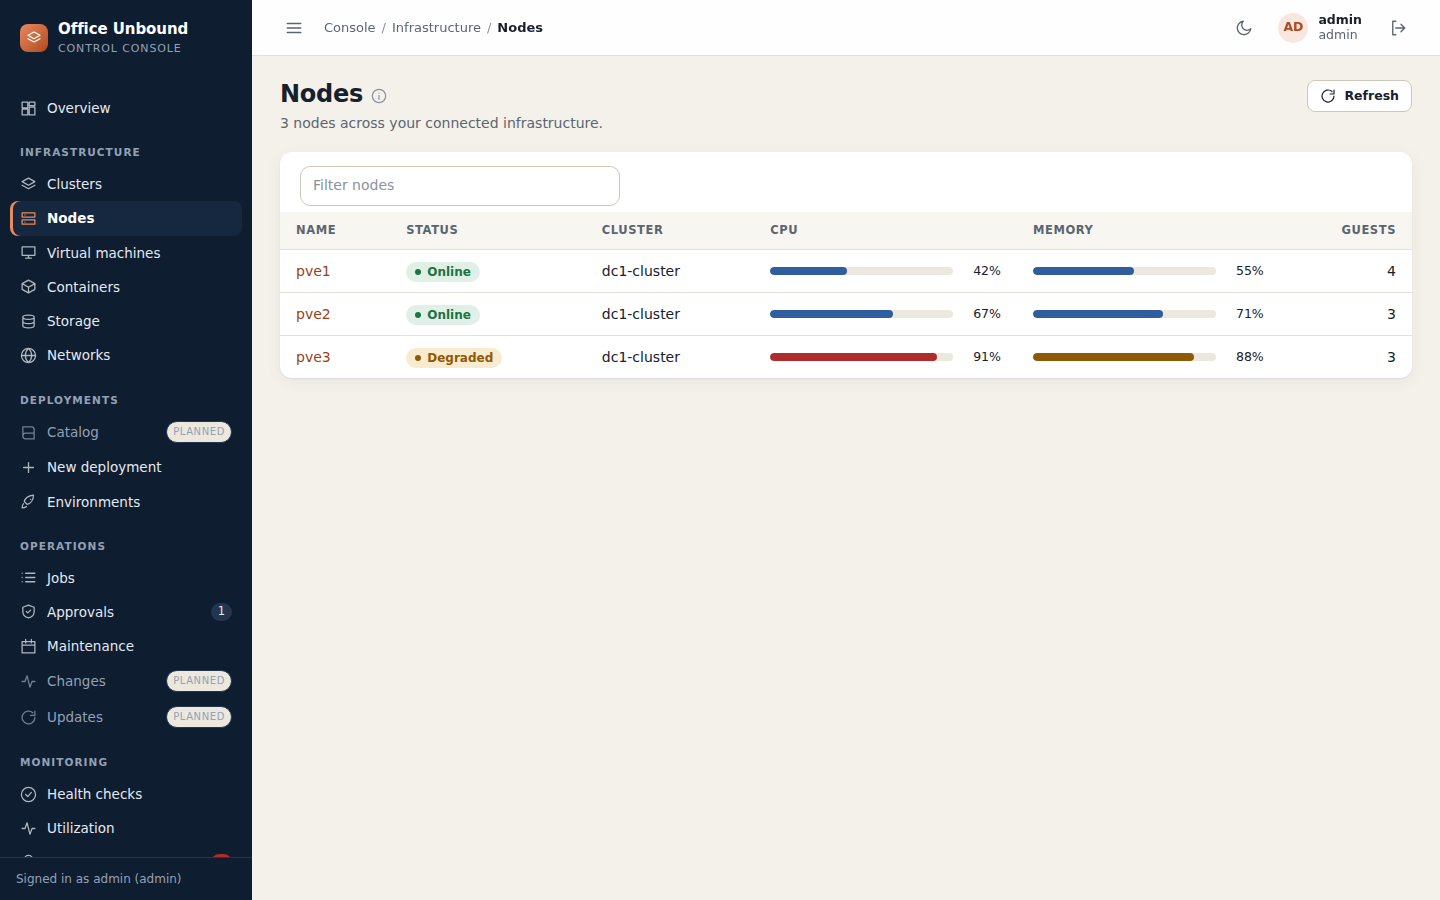 Office Unbound
CONTROL CONSOLE
Overview
INFRASTRUCTURE
Clusters
Nodes
Virtual machines
Containers
Storage
Networks
DEPLOYMENTS
Catalog PLANNED
New deployment
Environments
OPERATIONS
Jobs
Approvals 1
Maintenance
Changes PLANNED
Updates PLANNED
MONITORING
Health checks
Utilization
Signed in as admin (admin)
Console / Infrastructure / Nodes
AD
admin
admin
Nodes
3 nodes across your connected infrastructure.
Refresh
Filter nodes
NAME STATUS CLUSTER CPU MEMORY GUESTS
pve1 Online dc1-cluster 42% 55% 4
pve2 Online dc1-cluster 67% 71% 3
pve3 Degraded dc1-cluster 91% 88% 3